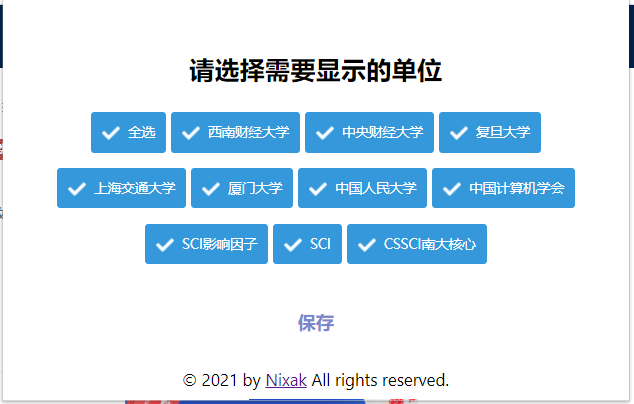 请选择需要显示的单位
全选 西南财经大学 中央财经大学 复旦大学
上海交通大学 厦门大学 中国人民大学 中国计算机学会
SCI影响因子 SCI CSSCI南大核心
保存
© 2021 by Nixak All rights reserved.